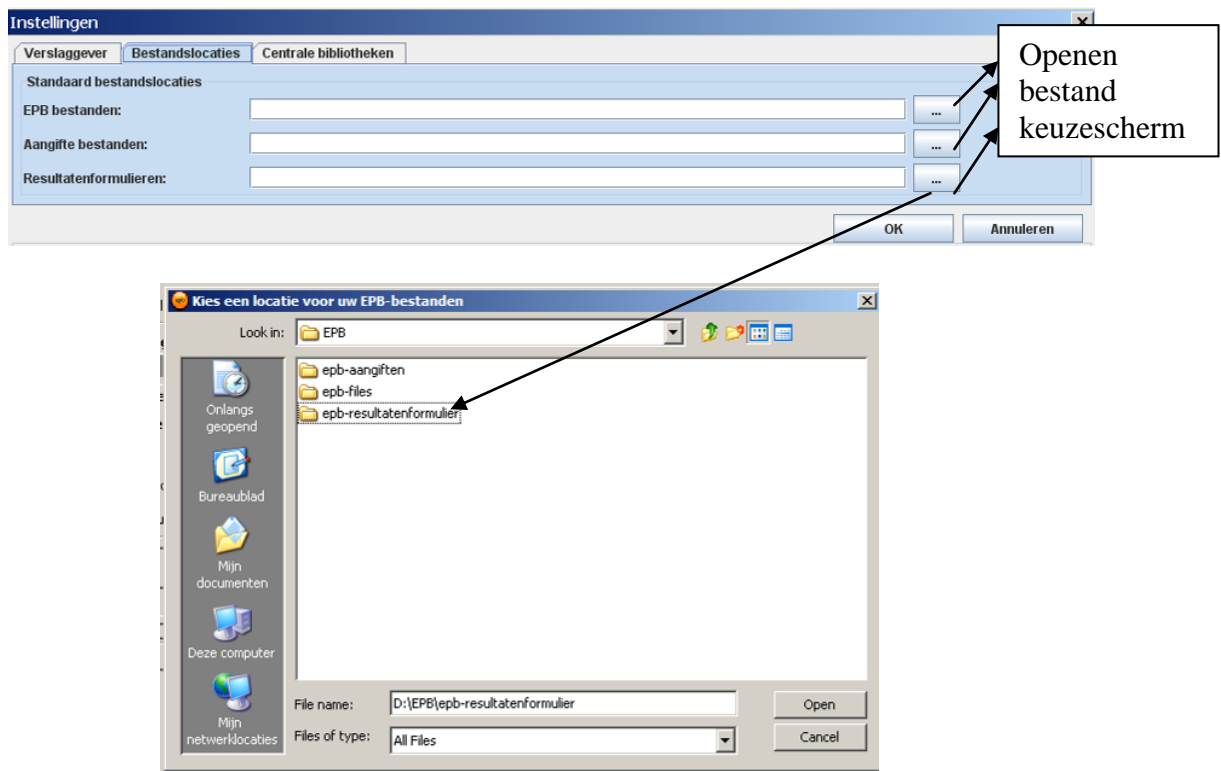 Instellingen
Verslaggever Bestandslocaties Centrale bibliotheken
Standaard bestandslocaties
EPB bestanden: ...
Aangifte bestanden: ...
Resultatenformulieren: ...
OK Annuleren
Openen
bestand
keuzescherm
Kies een locatie voor uw EPB-bestanden
Look in: EPB
epb-aangiften
epb-files
epb-resultatenformulier
Onlangs
geopend
Bureaublad
Mijn
documenten
Deze computer
Mijn
netwerklocaties
File name: D:\EPB\epb-resultatenformulier Open
Files of type: All Files Cancel